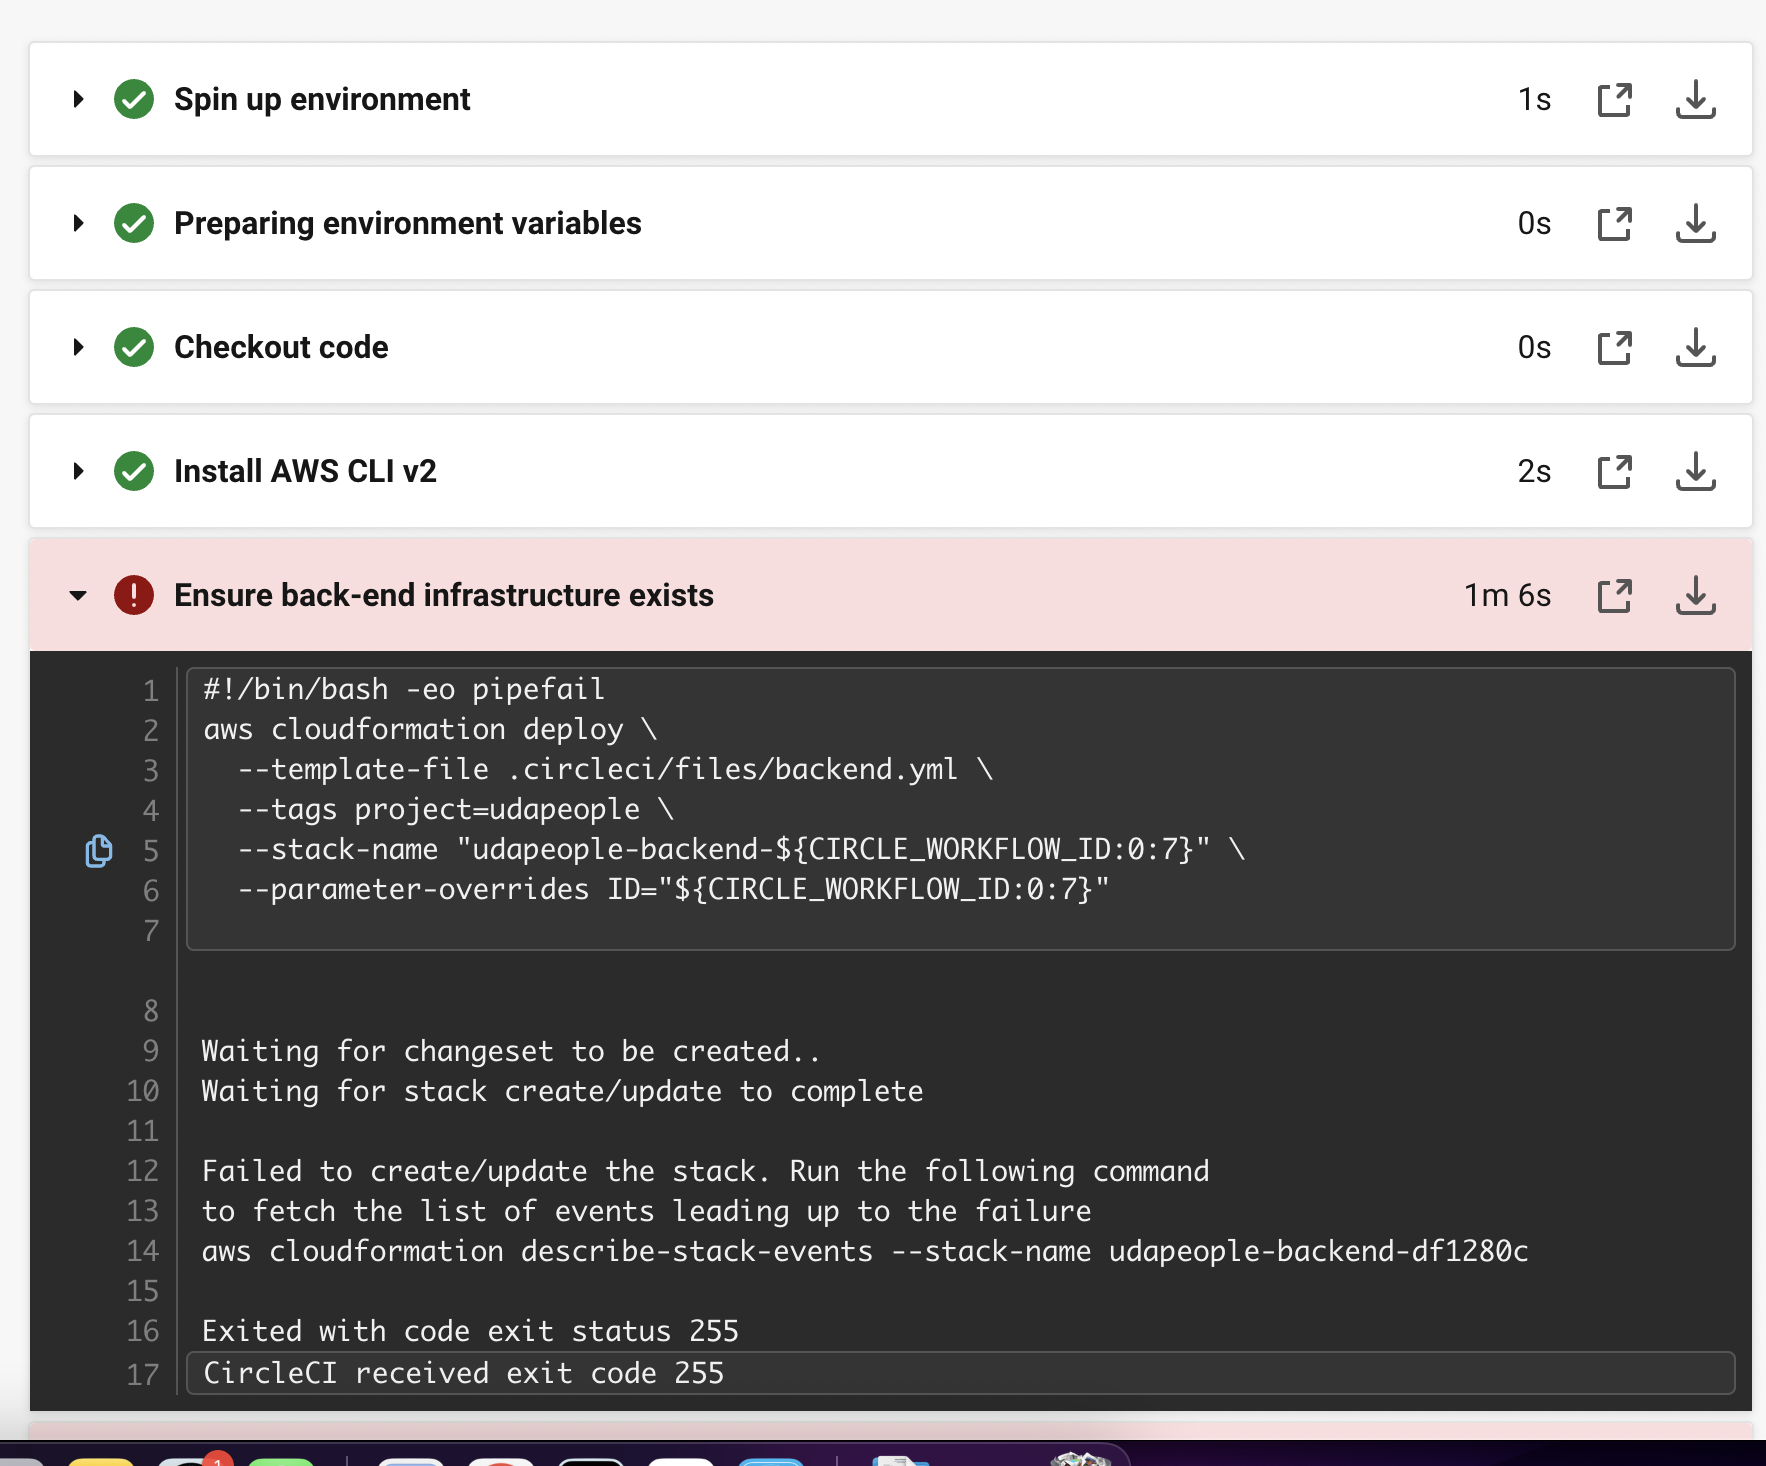 Spin up environment 1s
Preparing environment variables 0s
Checkout code 0s
Install AWS CLI v2 2s
Ensure back-end infrastructure exists 1m 6s
1 #!/bin/bash -eo pipefail
2 aws cloudformation deploy \
3   --template-file .circleci/files/backend.yml \
4   --tags project=udapeople \
5   --stack-name "udapeople-backend-${CIRCLE_WORKFLOW_ID:0:7}" \
6   --parameter-overrides ID="${CIRCLE_WORKFLOW_ID:0:7}"
7
8
9 Waiting for changeset to be created..
10 Waiting for stack create/update to complete
11
12 Failed to create/update the stack. Run the following command
13 to fetch the list of events leading up to the failure
14 aws cloudformation describe-stack-events --stack-name udapeople-backend-df1280c
15
16 Exited with code exit status 255
17 CircleCI received exit code 255
1